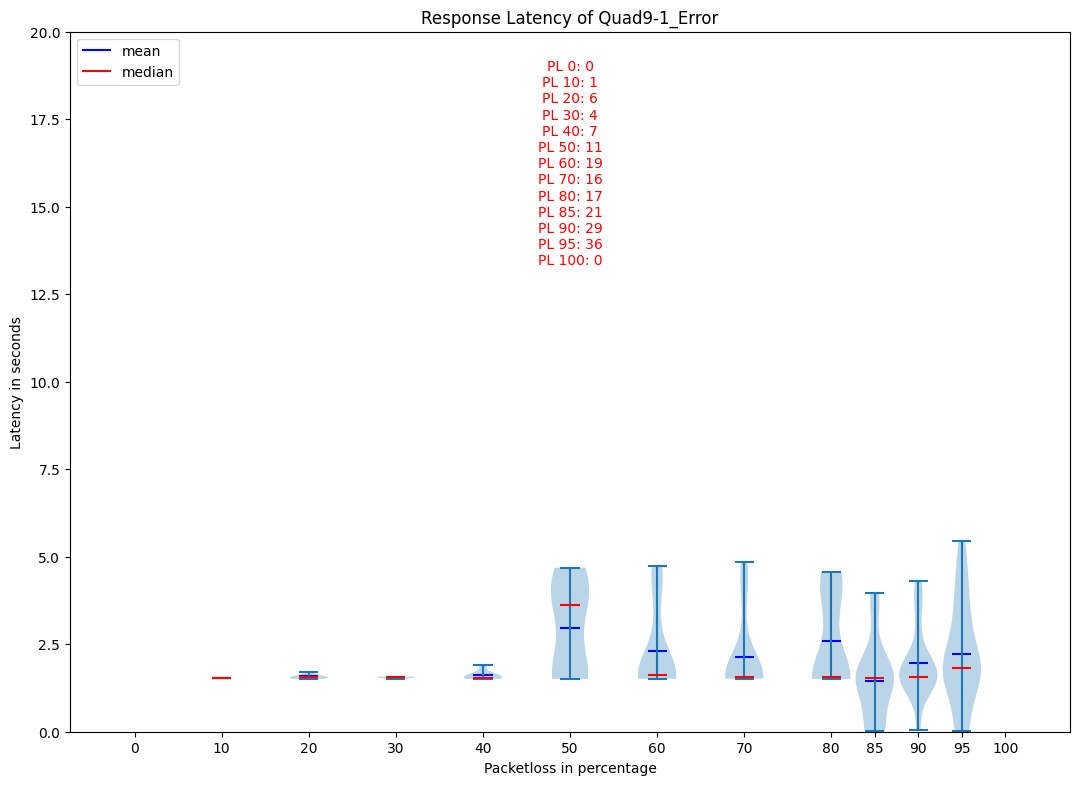 Response Latency of Quad9-1_Error
mean
median
PL 0: 0
PL 10: 1
PL 20: 6
PL 30: 4
PL 40: 7
PL 50: 11
PL 60: 19
PL 70: 16
PL 80: 17
PL 85: 21
PL 90: 29
PL 95: 36
PL 100: 0
20.0
17.5
15.0
12.5
10.0
7.5
5.0
2.5
0.0
Latency in seconds
0 10 20 30 40 50 60 70 80 85 90 95 100
Packetloss in percentage